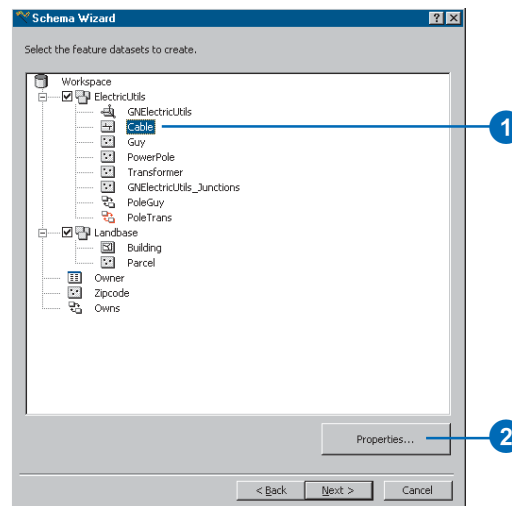 Schema Wizard
Select the feature datasets to create.
Workspace
ElectricUtils
GNElectricUtils
Cable
1
Guy
PowerPole
Transformer
GNElectricUtils_Junctions
PoleGuy
PoleTrans
Landbase
Building
Parcel
Owner
Zipcode
Owns
Properties...
2
< Back Next > Cancel